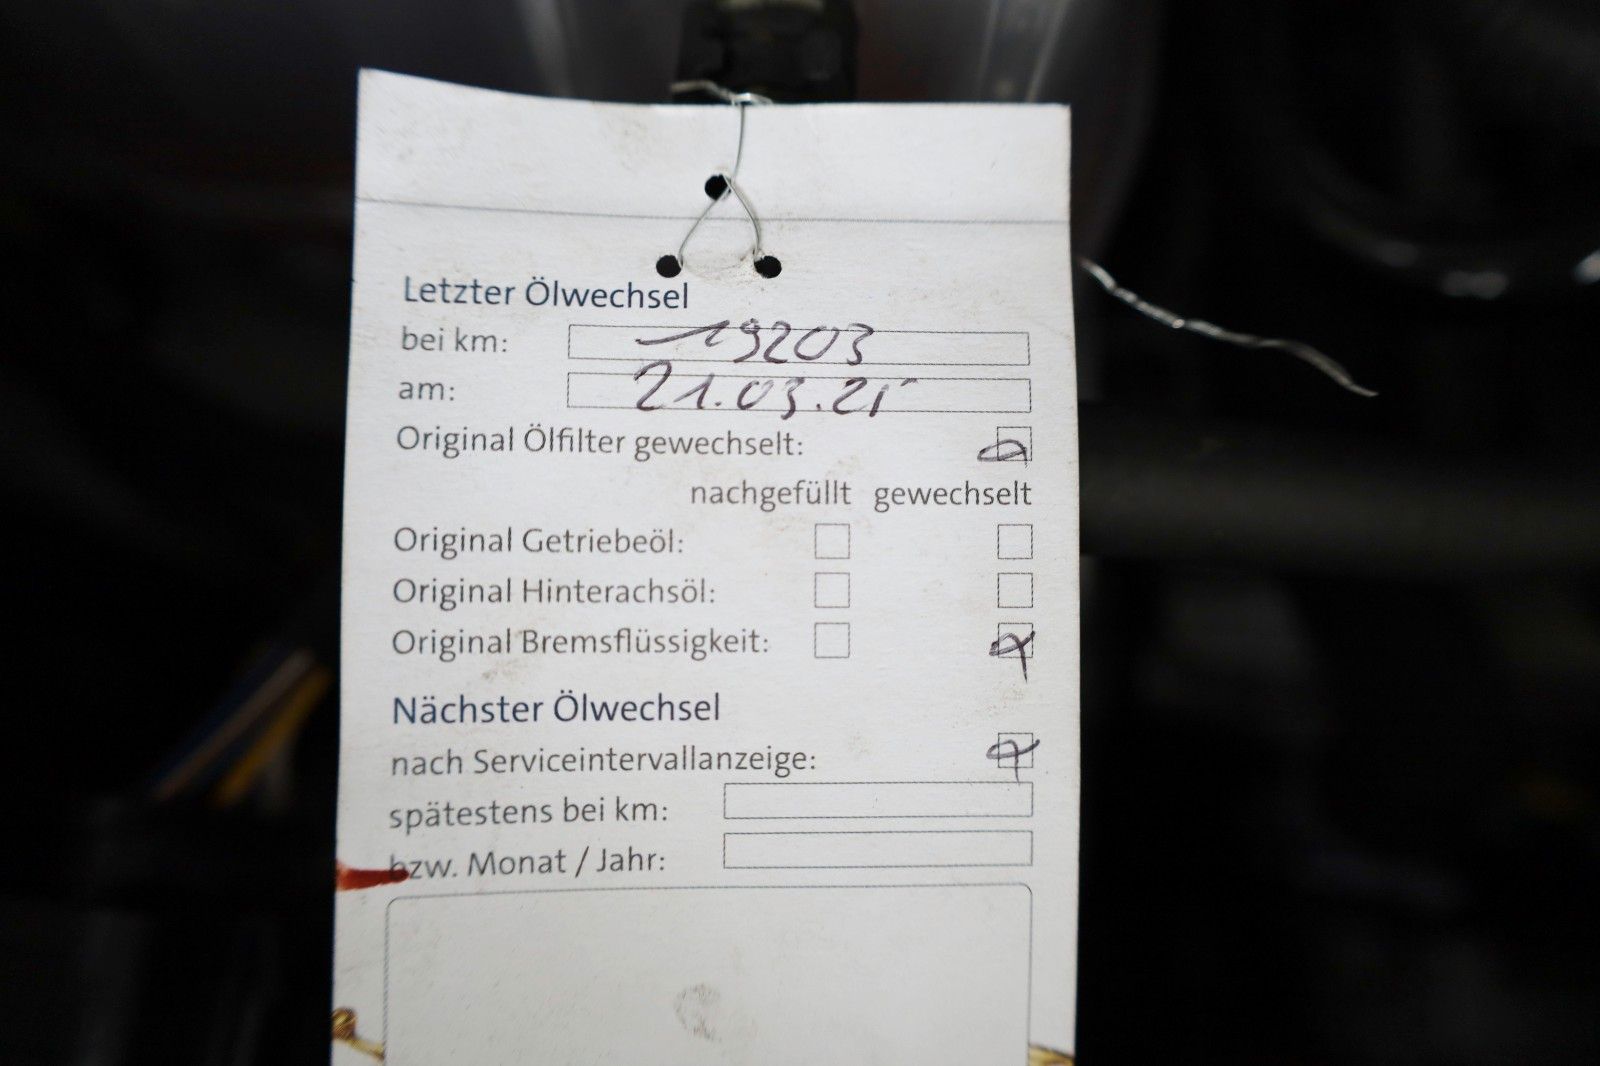 Letzter Ölwechsel
bei km: 19203
am: 21.03.25
Original Ölfilter gewechselt:
nachgefüllt gewechselt
Original Getriebeöl:
Original Hinterachsöl:
Original Bremsflüssigkeit:
Nächster Ölwechsel
nach Serviceintervallanzeige:
spätestens bei km:
bzw. Monat / Jahr: